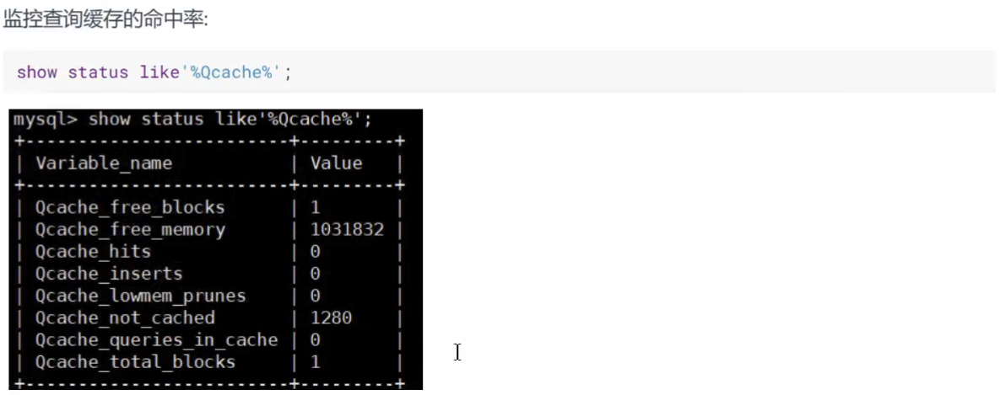 监控查询缓存的命中率:
show status like'%Qcache%';
mysql> show status like'%Qcache%';
+-------------------------+---------+
| Variable_name           | Value   |
+-------------------------+---------+
| Qcache_free_blocks      | 1       |
| Qcache_free_memory      | 1031832 |
| Qcache_hits             | 0       |
| Qcache_inserts          | 0       |
| Qcache_lowmem_prunes    | 0       |
| Qcache_not_cached       | 1280    |
| Qcache_queries_in_cache | 0       |
| Qcache_total_blocks     | 1       |
+-------------------------+---------+